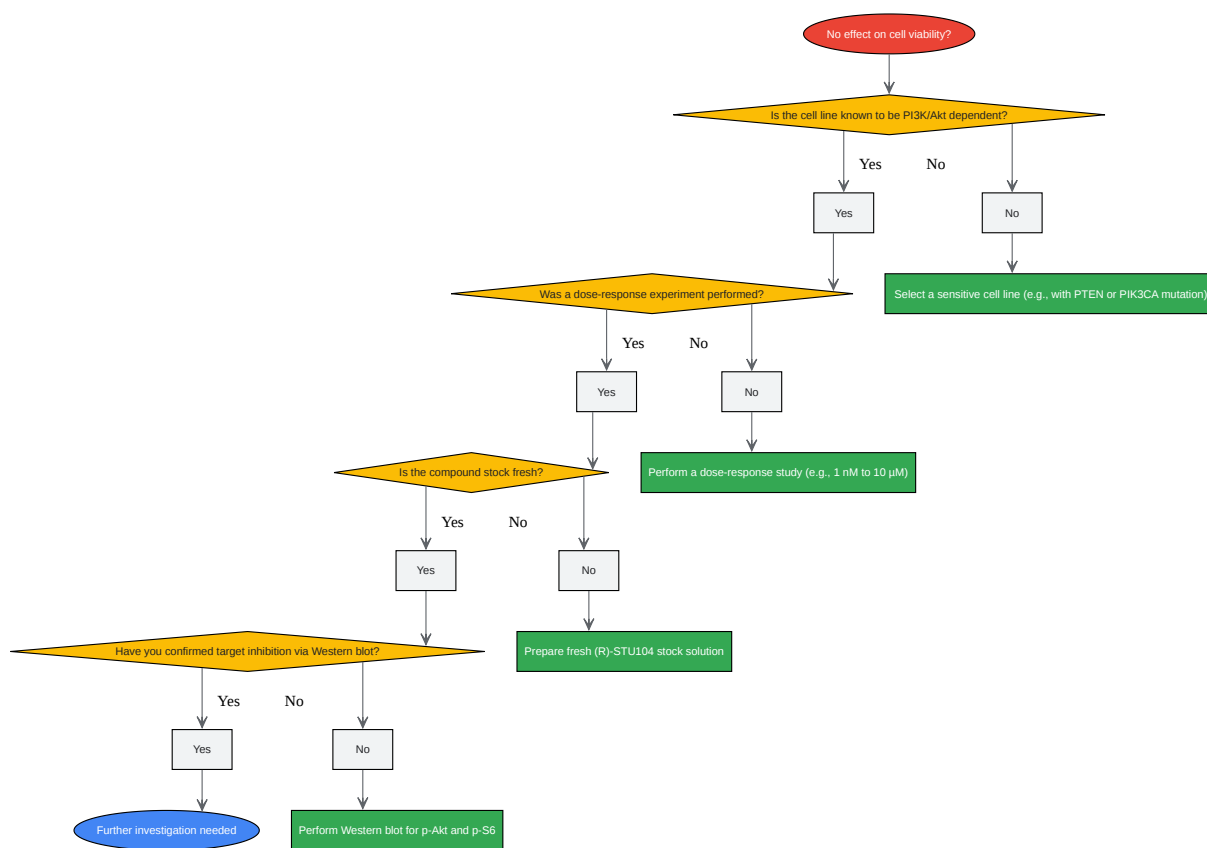 No effect on cell viability?
Is the cell line known to be PI3K/Akt dependent?
Yes
No
Yes
No
Was a dose-response experiment performed?
Select a sensitive cell line (e.g., with PTEN or PIK3CA mutation)
Yes
No
Yes
No
Is the compound stock fresh?
Perform a dose-response study (e.g., 1 nM to 10 µM)
Yes
No
Yes
No
Have you confirmed target inhibition via Western blot?
Prepare fresh (R)-STU104 stock solution
Yes
No
Yes
No
Further investigation needed
Perform Western blot for p-Akt and p-S6